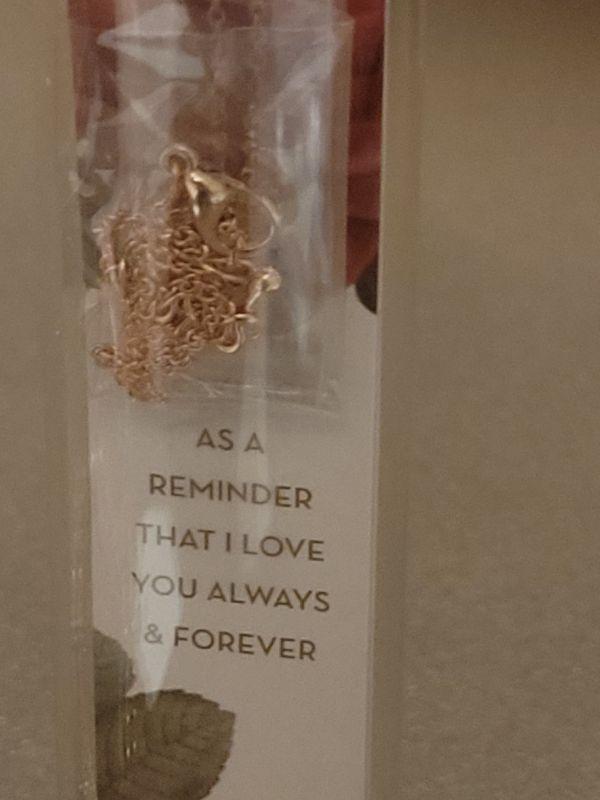 AS A
REMINDER
THAT I LOVE
YOU ALWAYS
& FOREVER